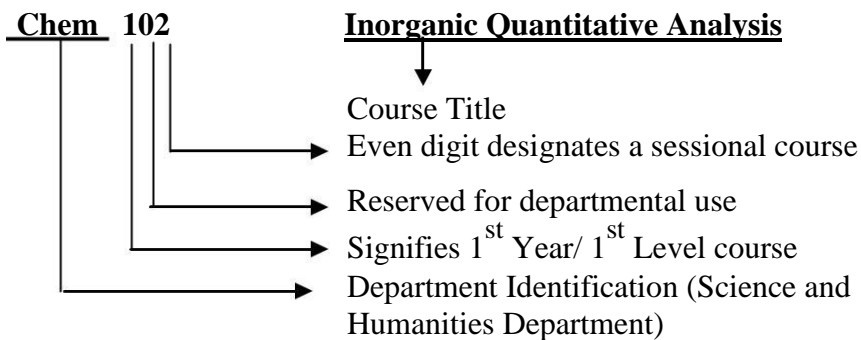 Chem 102 Inorganic Quantitative Analysis
Course Title
Even digit designates a sessional course
Reserved for departmental use
Signifies 1st Year/ 1st Level course
Department Identification (Science and
Humanities Department)